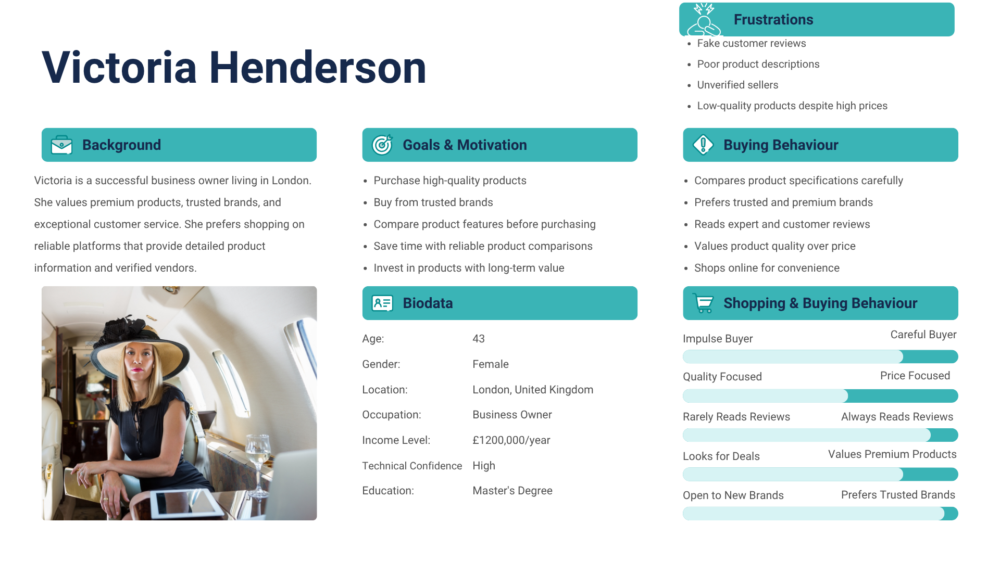 Victoria Henderson
Frustrations
Fake customer reviews
Poor product descriptions
Unverified sellers
Low-quality products despite high prices
Background
Victoria is a successful business owner living in London.
She values premium products, trusted brands, and
exceptional customer service. She prefers shopping on
reliable platforms that provide detailed product
information and verified vendors.
Goals & Motivation
Purchase high-quality products
Buy from trusted brands
Compare product features before purchasing
Save time with reliable product comparisons
Invest in products with long-term value
Buying Behaviour
Compares product specifications carefully
Prefers trusted and premium brands
Reads expert and customer reviews
Values product quality over price
Shops online for convenience
Biodata
Age: 43
Gender: Female
Location: London, United Kingdom
Occupation: Business Owner
Income Level: £1200,000/year
Technical Confidence High
Education: Master's Degree
Shopping & Buying Behaviour
Impulse Buyer Careful Buyer
Quality Focused Price Focused
Rarely Reads Reviews Always Reads Reviews
Looks for Deals Values Premium Products
Open to New Brands Prefers Trusted Brands